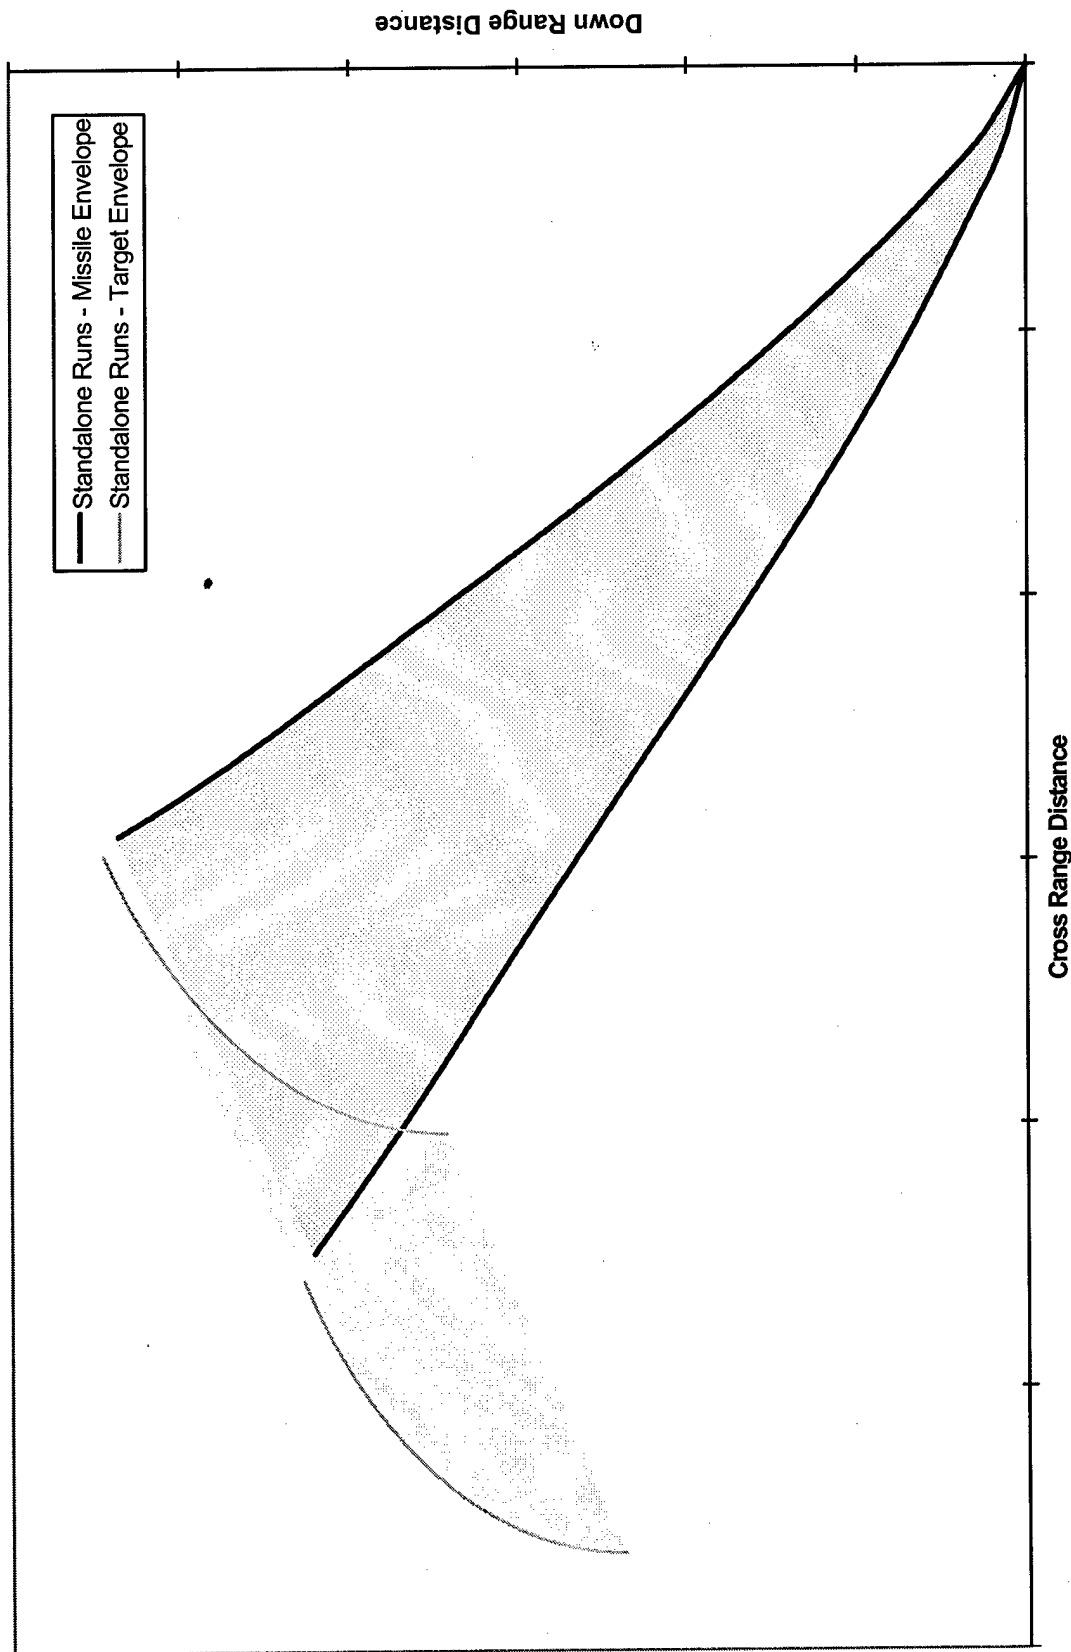 Down Range Distance
Standalone Runs - Missile Envelope
Standalone Runs - Target Envelope
Cross Range Distance